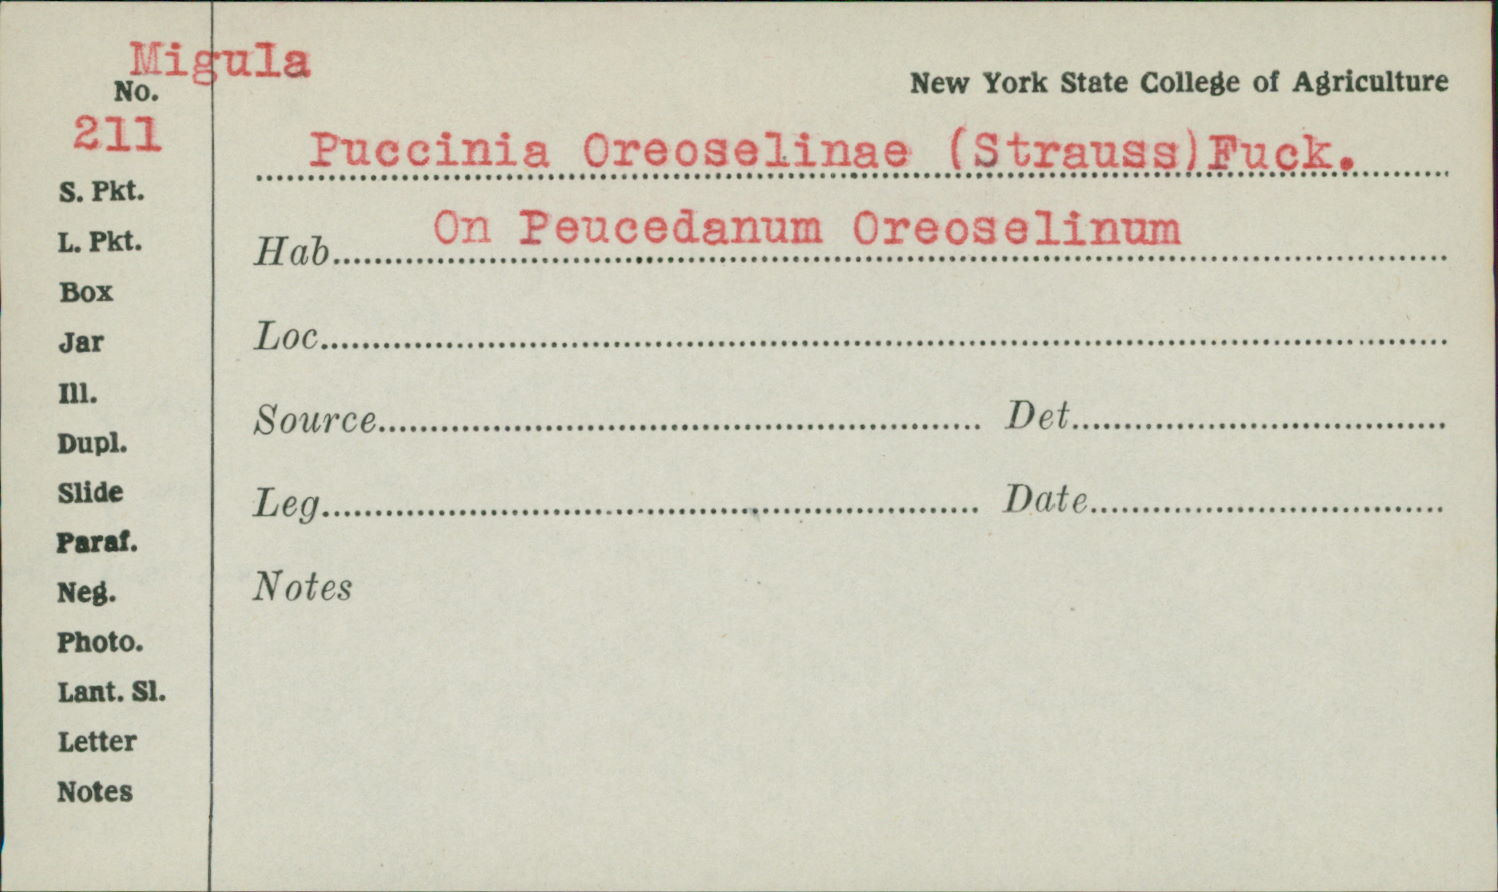 Migula
No.
New York State College of Agriculture
211
Puccinia Oreoselinae (Strauss)Fuck.
S. Pkt.
On Peucedanum Oreoselinum
L. Pkt.
Hab
Box
Loc
Jar
Ill.
Source Det
Dupl.
Slide
Leg Date
Paraf.
Neg.
Notes
Photo.
Lant. Sl.
Letter
Notes